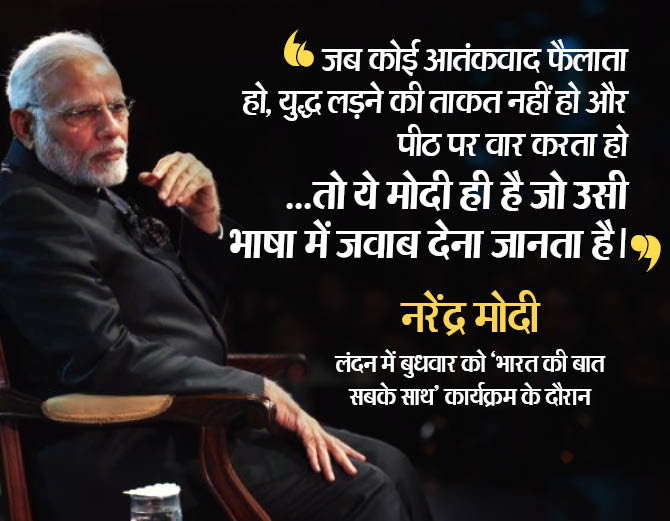 “ जब कोई आतंकवाद फैलाता
हो, युद्ध लड़ने की ताकत नहीं हो और
पीठ पर वार करता हो
...तो ये मोदी ही है जो उसी
भाषा में जवाब देना जानता है। ”
नरेंद्र मोदी
लंदन में बुधवार को ‘भारत की बात
सबके साथ’ कार्यक्रम के दौरान